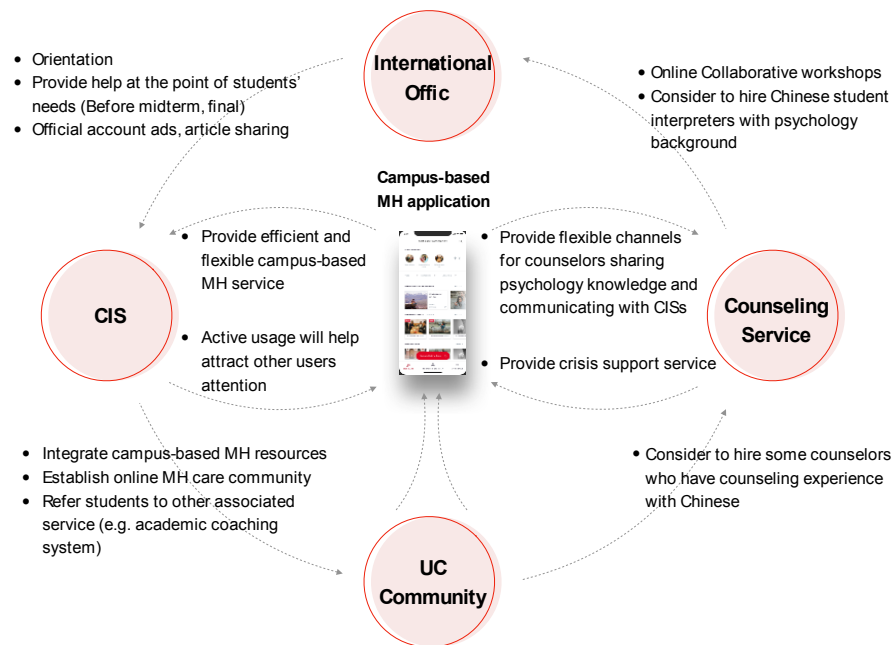 International
Offic
• Orientation
• Provide help at the point of students'
needs (Before midterm, final)
• Official account ads, article sharing
• Online Collaborative workshops
• Consider to hire Chinese student
interpreters with psychology
background
Campus-based
MH application
• Provide efficient and
flexible campus-based
MH service
• Active usage will help
attract other users
attention
• Provide flexible channels
for counselors sharing
psychology knowledge and
communicating with CISs
• Provide crisis support service
CIS
Counseling
Service
• Integrate campus-based MH resources
• Establish online MH care community
• Refer students to other associated
service (e.g. academic coaching
system)
• Consider to hire some counselors
who have counseling experience
with Chinese
UC
Community